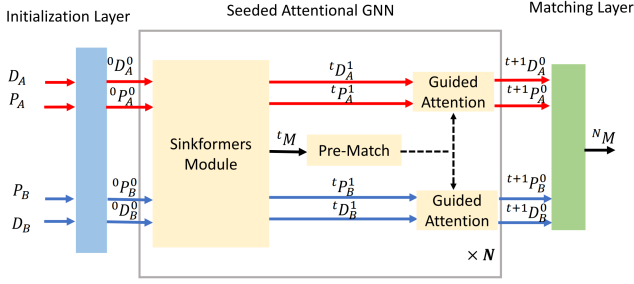 Initialization Layer
Seeded Attentional GNN
Matching Layer
D_A
P_A
P_B
D_B
^0D_A^0
^0P_A^0
^0P_B^0
^0D_B^0
Sinkformers
Module
^tD_A^1
^tP_A^1
^tM
Pre-Match
^tP_B^1
^tD_B^1
Guided
Attention
Guided
Attention
× N
^{t+1}D_A^0
^{t+1}P_A^0
^{t+1}P_B^0
^{t+1}D_B^0
^NM